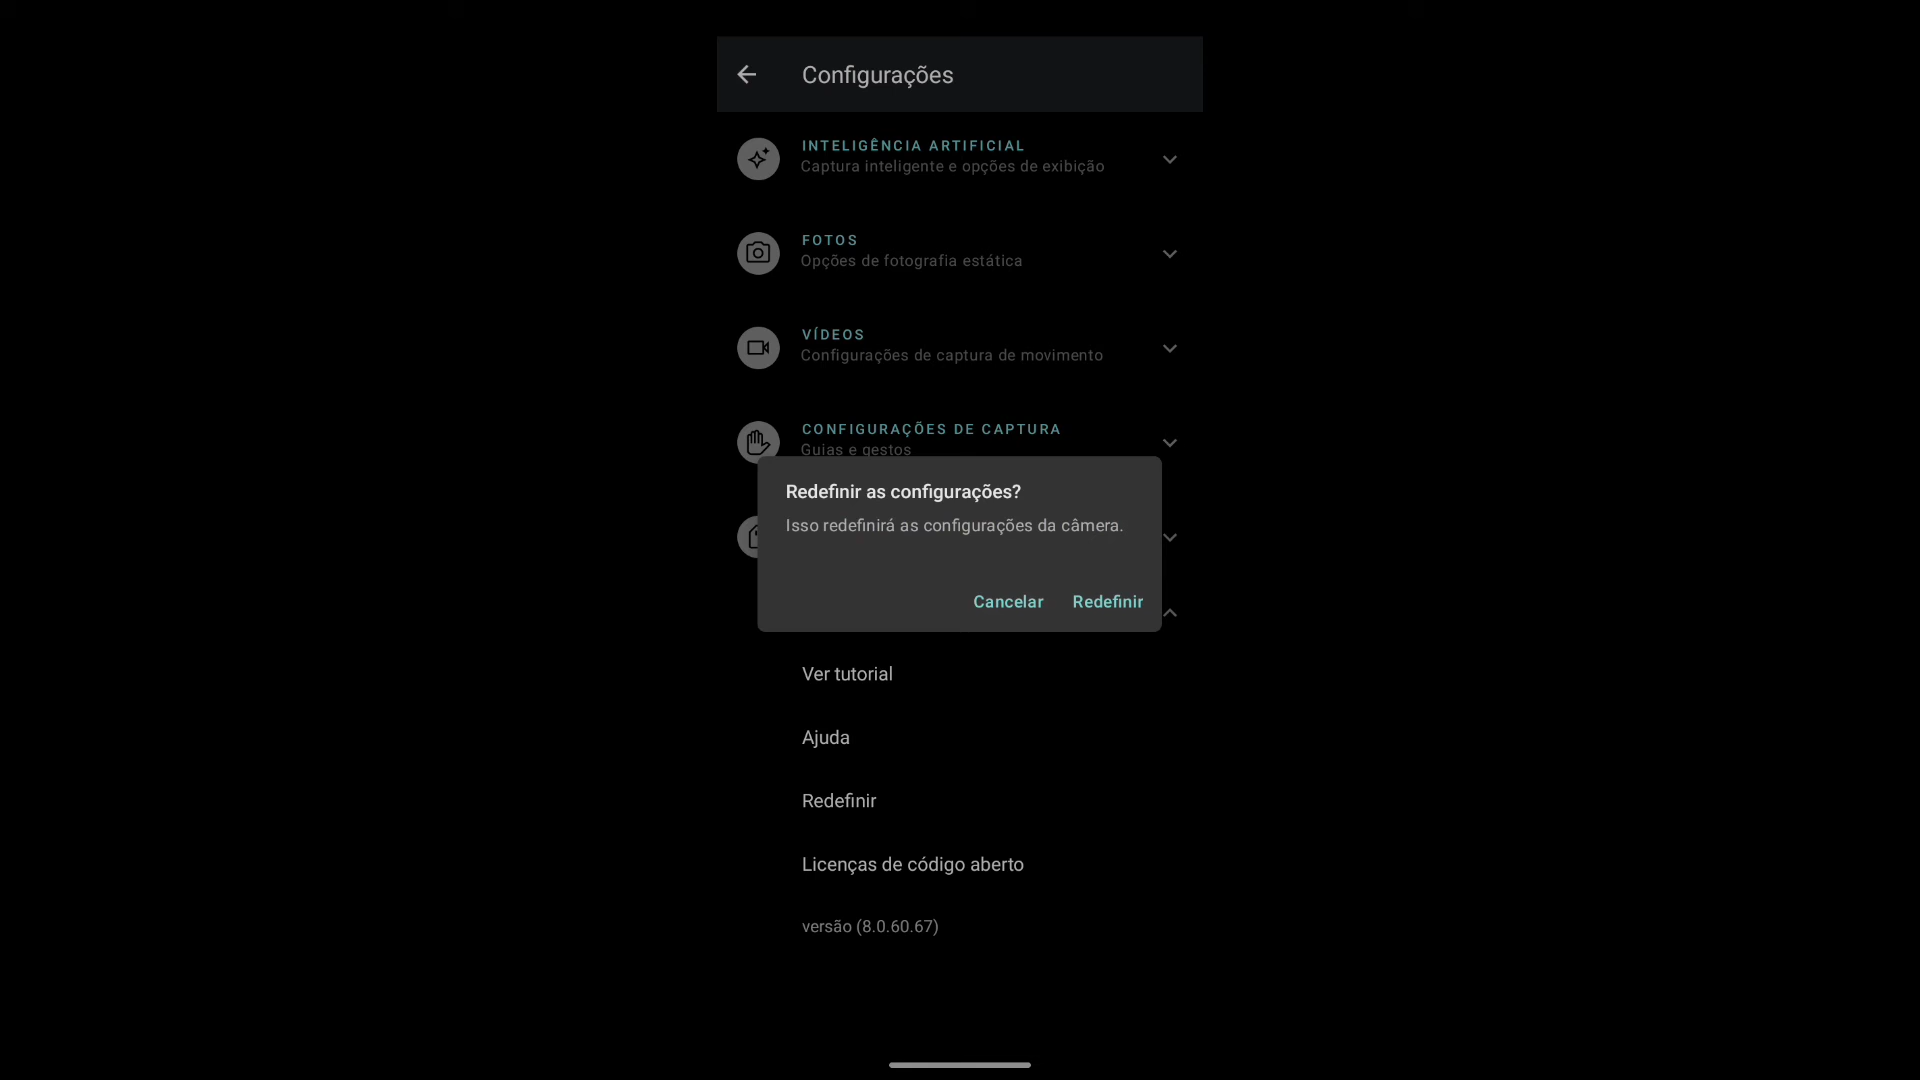 Configurações
INTELIGÊNCIA ARTIFICIAL
Captura inteligente e opções de exibição
FOTOS
Opções de fotografia estática
VÍDEOS
Configurações de captura de movimento
CONFIGURAÇÕES DE CAPTURA
Guias e gestos
Redefinir as configurações?
Isso redefinirá as configurações da câmera.
Cancelar Redefinir
Ver tutorial
Ajuda
Redefinir
Licenças de código aberto
versão (8.0.60.67)